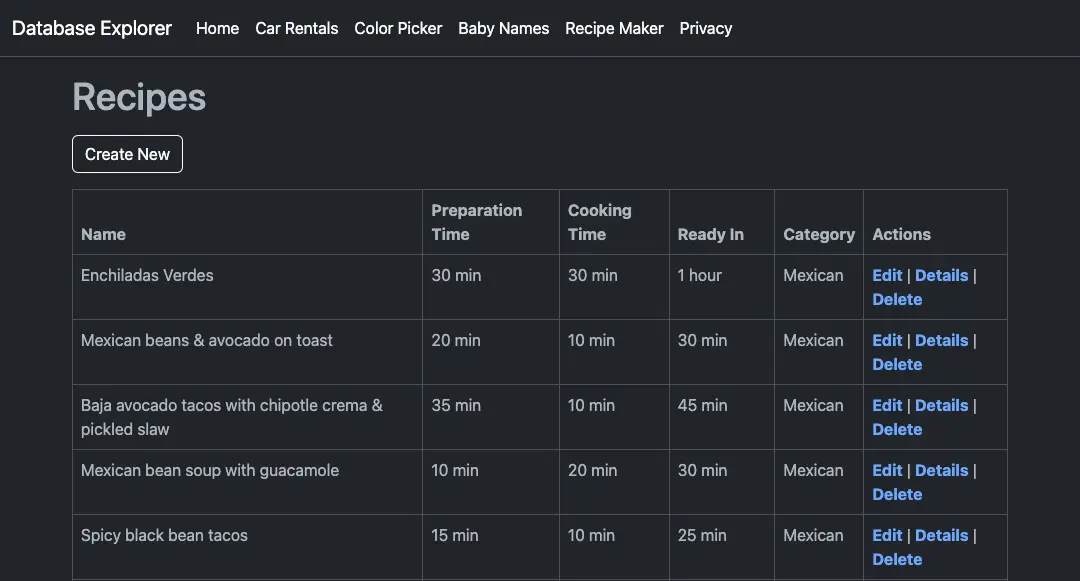 Database Explorer Home Car Rentals Color Picker Baby Names Recipe Maker Privacy
Recipes
Create New
Name Preparation Time Cooking Time Ready In Category Actions
Enchiladas Verdes 30 min 30 min 1 hour Mexican Edit | Details |
Delete
Mexican beans & avocado on toast 20 min 10 min 30 min Mexican Edit | Details |
Delete
Baja avocado tacos with chipotle crema & 35 min 10 min 45 min Mexican Edit | Details |
pickled slaw Delete
Mexican bean soup with guacamole 10 min 20 min 30 min Mexican Edit | Details |
Delete
Spicy black bean tacos 15 min 10 min 25 min Mexican Edit | Details |
Delete